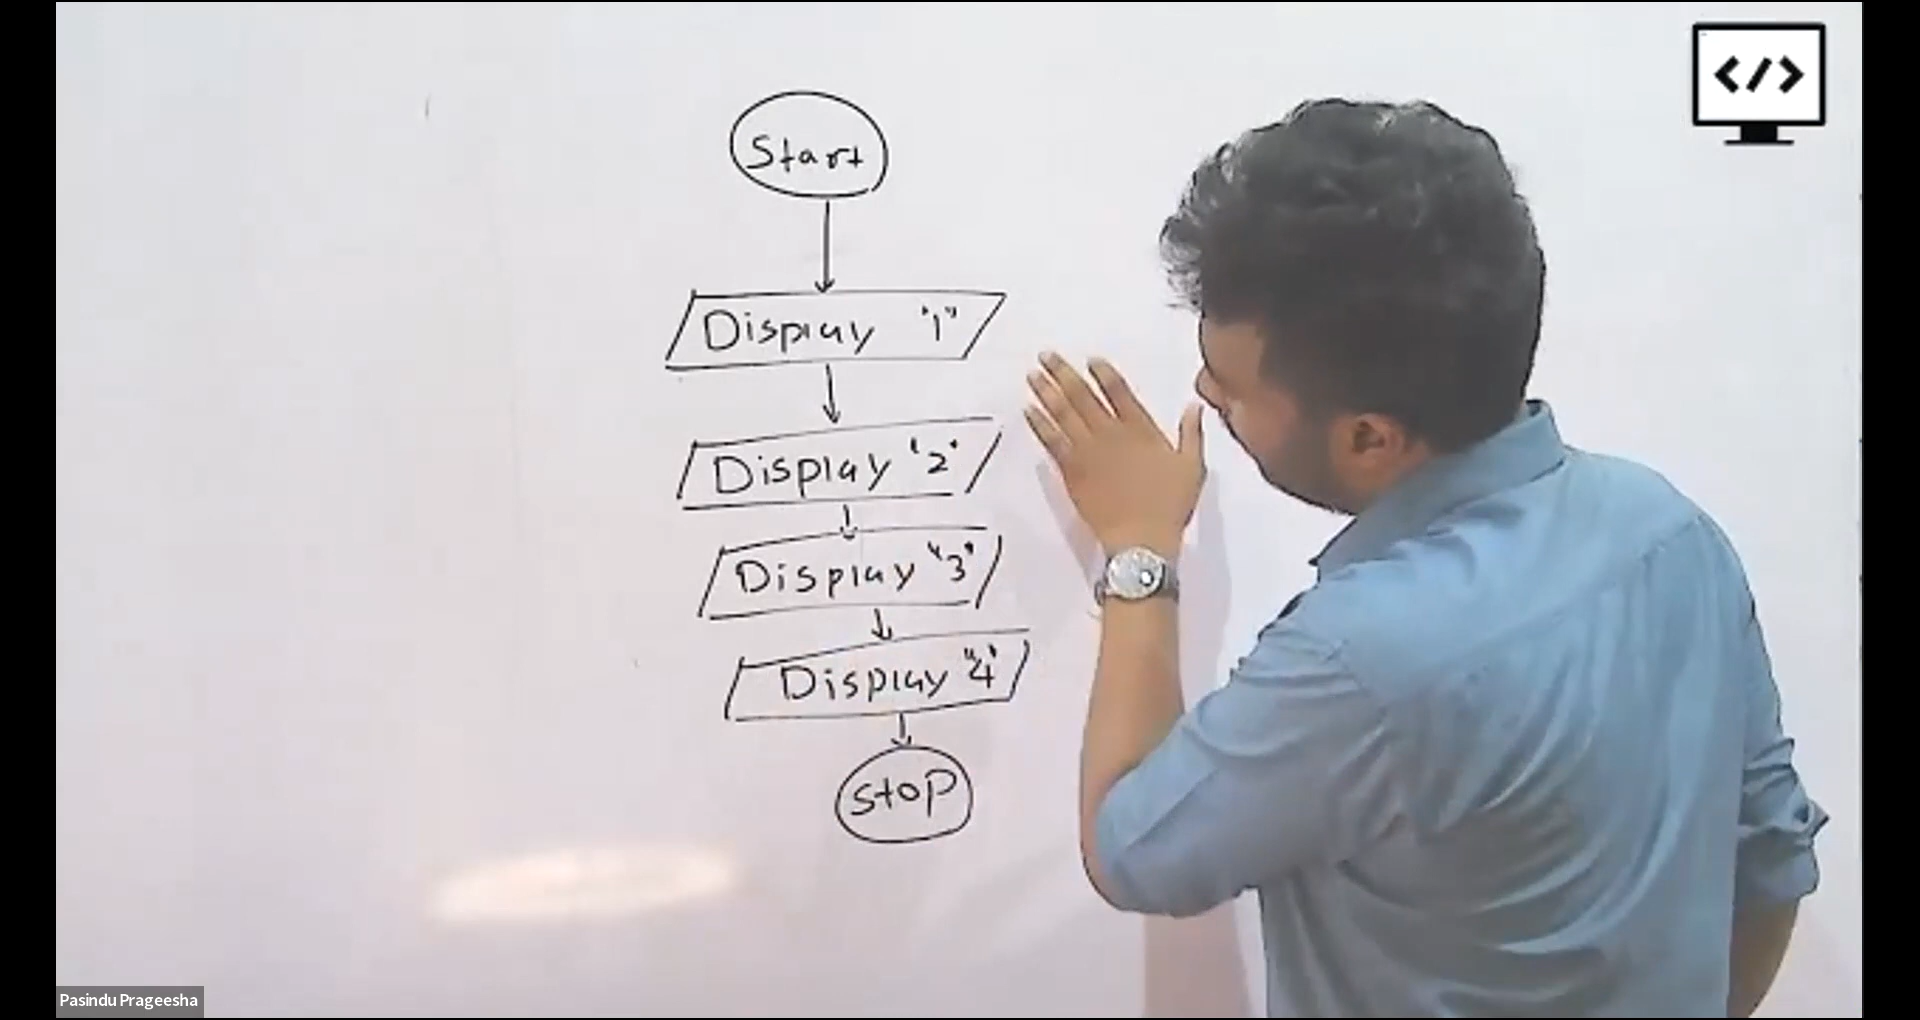 </>
Start
Display "1"
Display "2"
Display "3"
Display "4"
Stop
Pasindu Prageesha